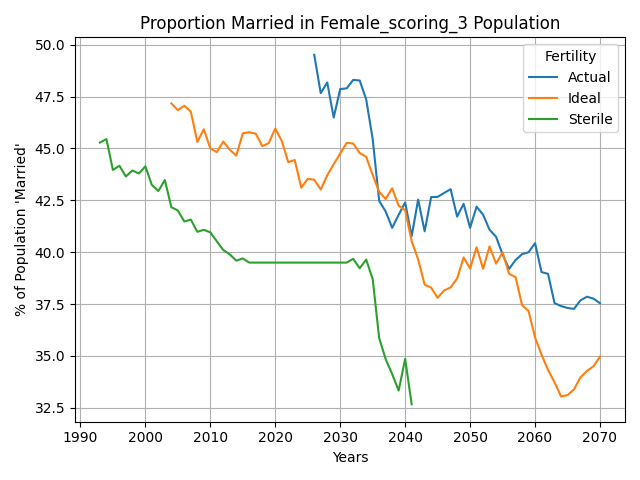 Proportion Married in Female_scoring_3 Population
Fertility
Actual
Ideal
Sterile
% of Population 'Married'
50.0
47.5
45.0
42.5
40.0
37.5
35.0
32.5
1990 2000 2010 2020 2030 2040 2050 2060 2070
Years